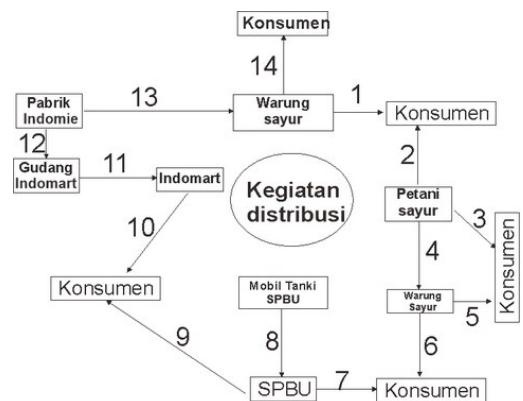 Konsumen
14
13
Warung
sayur
1
Konsumen
Pabrik
Indomie
12
Gudang
Indomart
11
Indomart
10
Kegiatan
distribusi
2
Petani
sayur
3
Konsumen
4
Warung
Sayur
5
6
Konsumen
Mobil Tanki
SPBU
8
9
SPBU
7
Konsumen